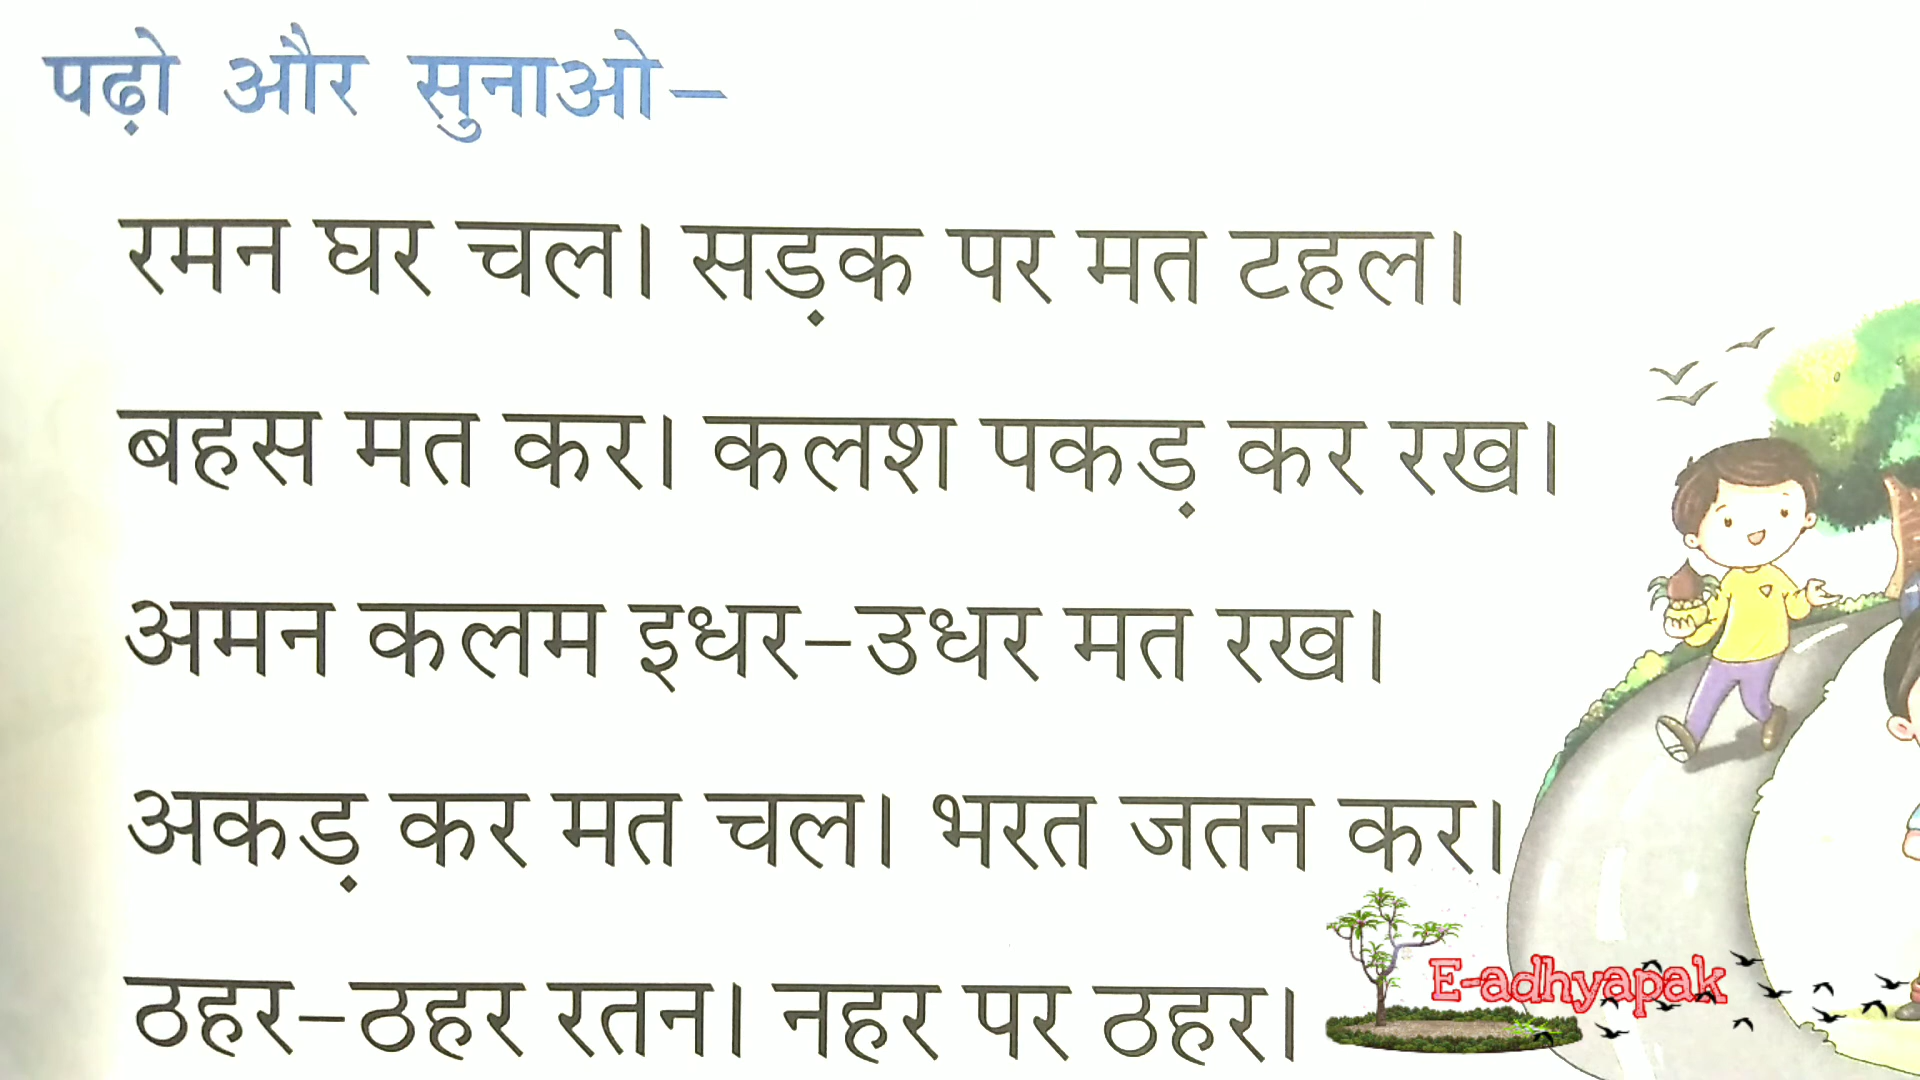 पढ़ो और सुनाओ–
रमन घर चल। सड़क पर मत टहल।
बहस मत कर। कलश पकड़ कर रख।
अमन कलम इधर–उधर मत रख।
अकड़ कर मत चल। भरत जतन कर।
ठहर–ठहर रतन। नहर पर ठहर।
E-adhyapak